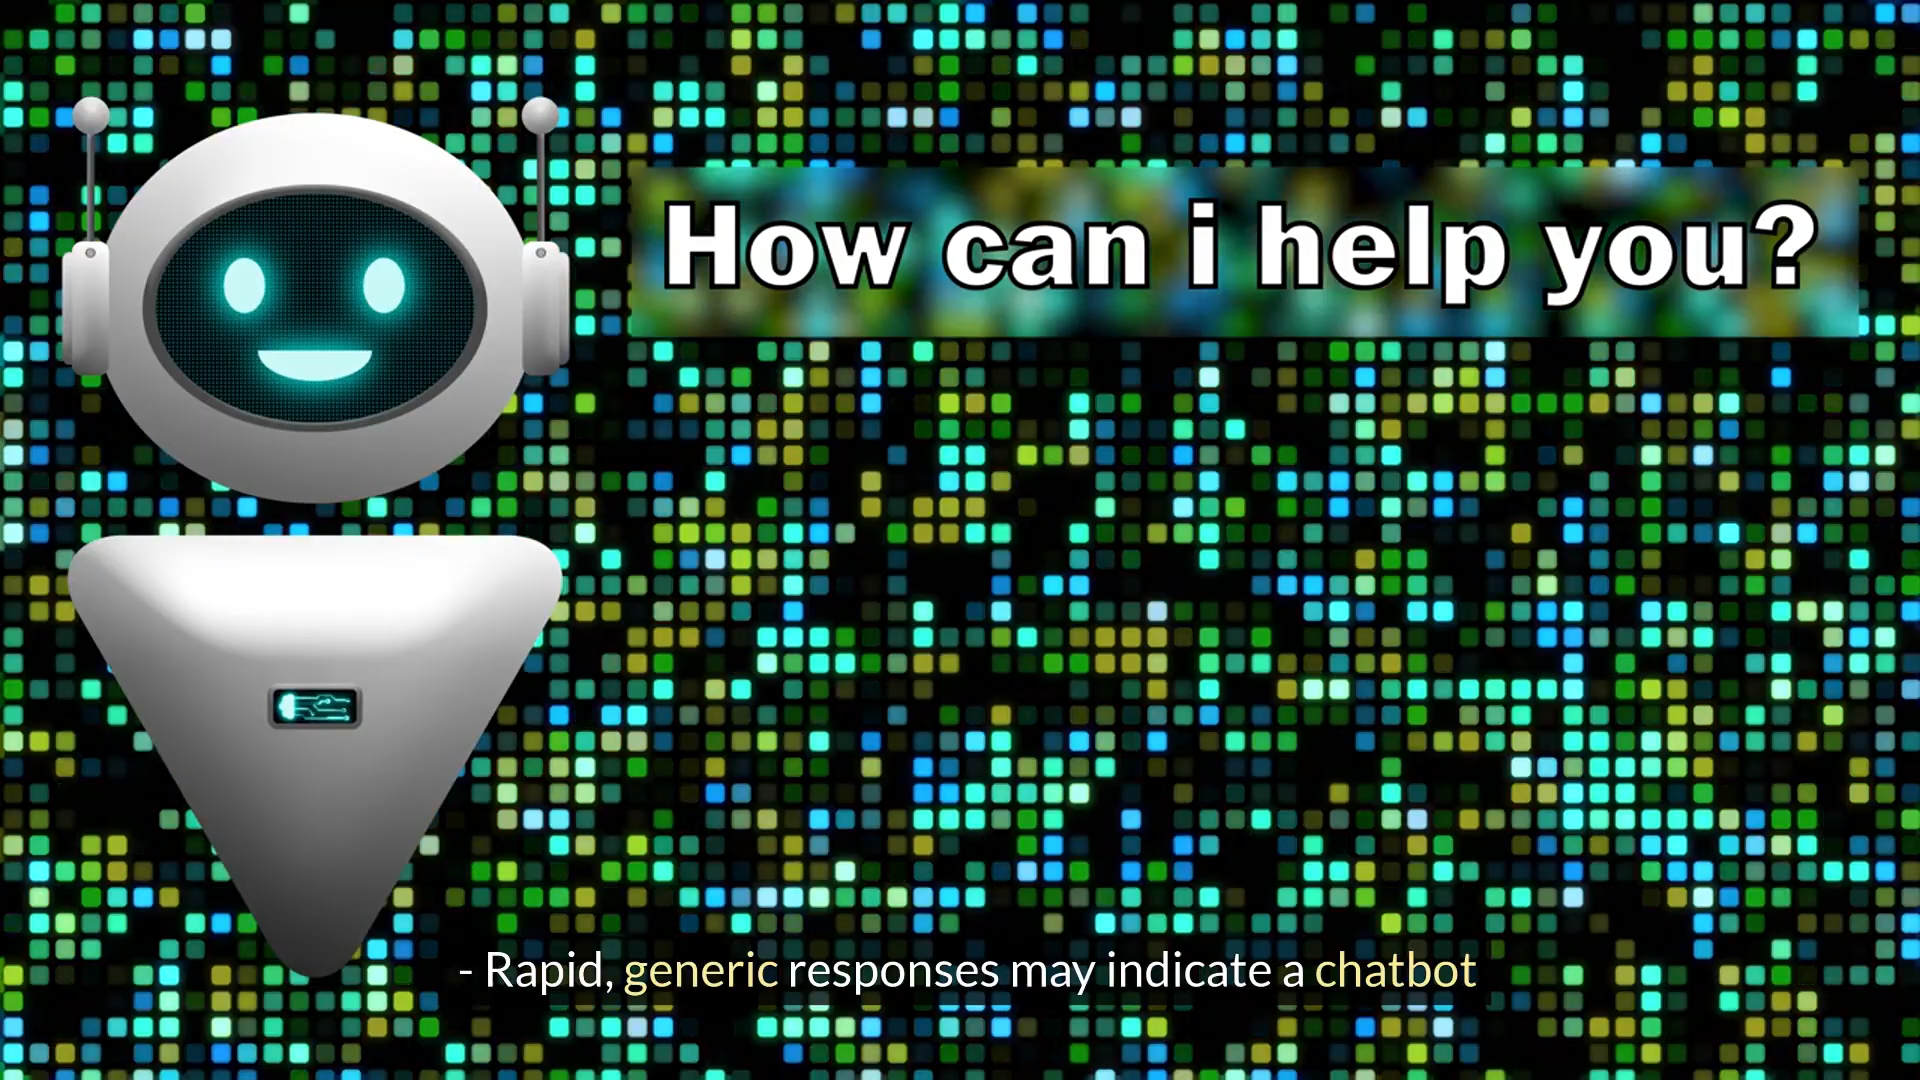 How can i help you?
- Rapid, generic responses may indicate a chatbot